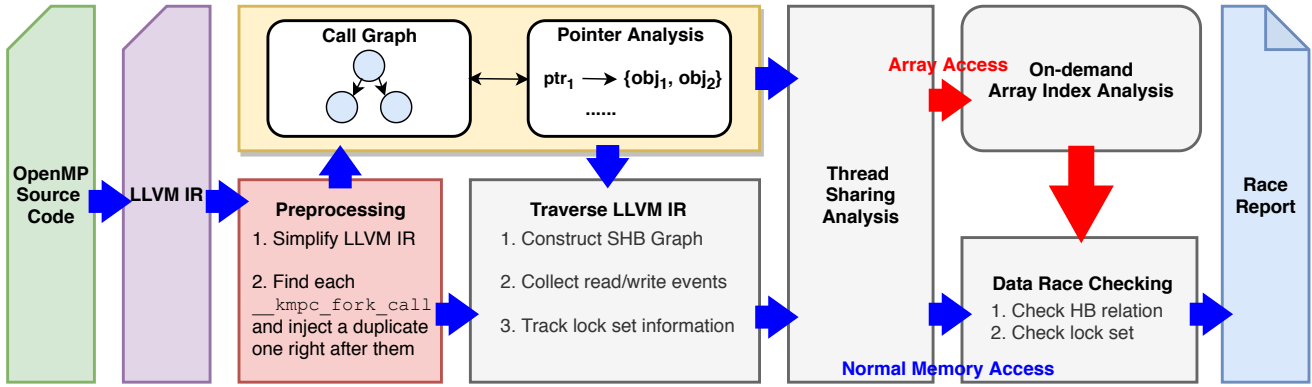 OpenMP
Source
Code
LLVM IR
Call Graph
Pointer Analysis
ptr1 {obj1, obj2}
......
Preprocessing
1. Simplify LLVM IR
2. Find each
__kmpc_fork_call
and inject a duplicate
one right after them
Traverse LLVM IR
1. Construct SHB Graph
2. Collect read/write events
3. Track lock set information
Thread
Sharing
Analysis
Array Access
On-demand
Array Index Analysis
Data Race Checking
1. Check HB relation
2. Check lock set
Normal Memory Access
Race
Report